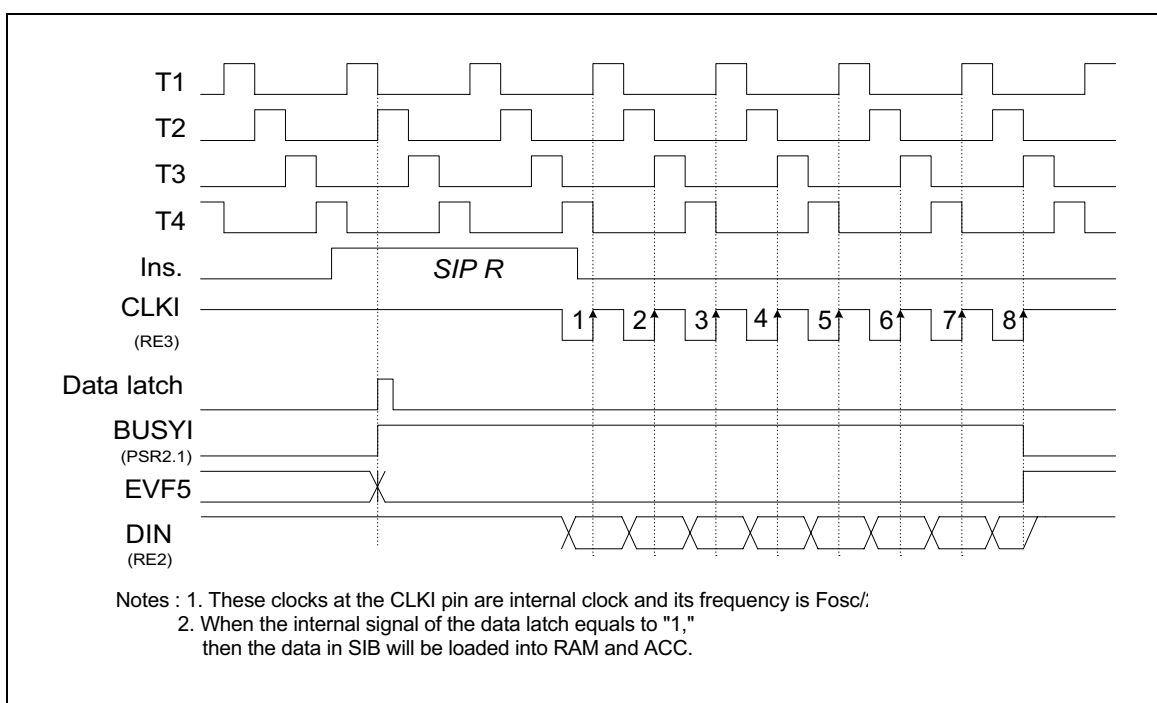 T1
T2
T3
T4
Ins.
SIP R
CLKI
(RE3)
1 2 3 4 5 6 7 8
Data latch
BUSYI
(PSR2.1)
EVF5
DIN
(RE2)
Notes : 1. These clocks at the CLKI pin are internal clock and its frequency is Fosc/
2. When the internal signal of the data latch equals to "1,"
then the data in SIB will be loaded into RAM and ACC.